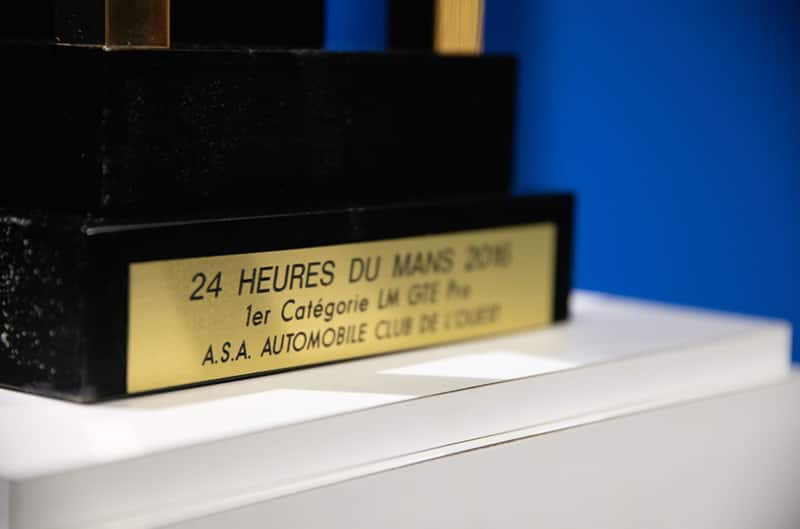 24 HEURES DU MANS 2016
1er Catégorie LM GTE Pro
A.S.A. AUTOMOBILE CLUB DE L'OUEST